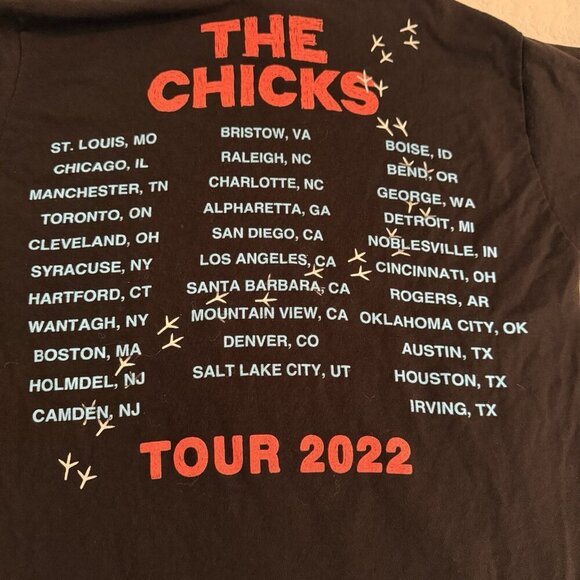 THE
CHICKS
ST. LOUIS, MO
CHICAGO, IL
MANCHESTER, TN
TORONTO, ON
CLEVELAND, OH
SYRACUSE, NY
HARTFORD, CT
WANTAGH, NY
BOSTON, MA
HOLMDEL, NJ
CAMDEN, NJ
BRISTOW, VA
RALEIGH, NC
CHARLOTTE, NC
ALPHARETTA, GA
SAN DIEGO, CA
LOS ANGELES, CA
SANTA BARBARA, CA
MOUNTAIN VIEW, CA
DENVER, CO
SALT LAKE CITY, UT
BOISE, ID
BEND, OR
GEORGE, WA
DETROIT, MI
NOBLESVILLE, IN
CINCINNATI, OH
ROGERS, AR
OKLAHOMA CITY, OK
AUSTIN, TX
HOUSTON, TX
IRVING, TX
TOUR 2022